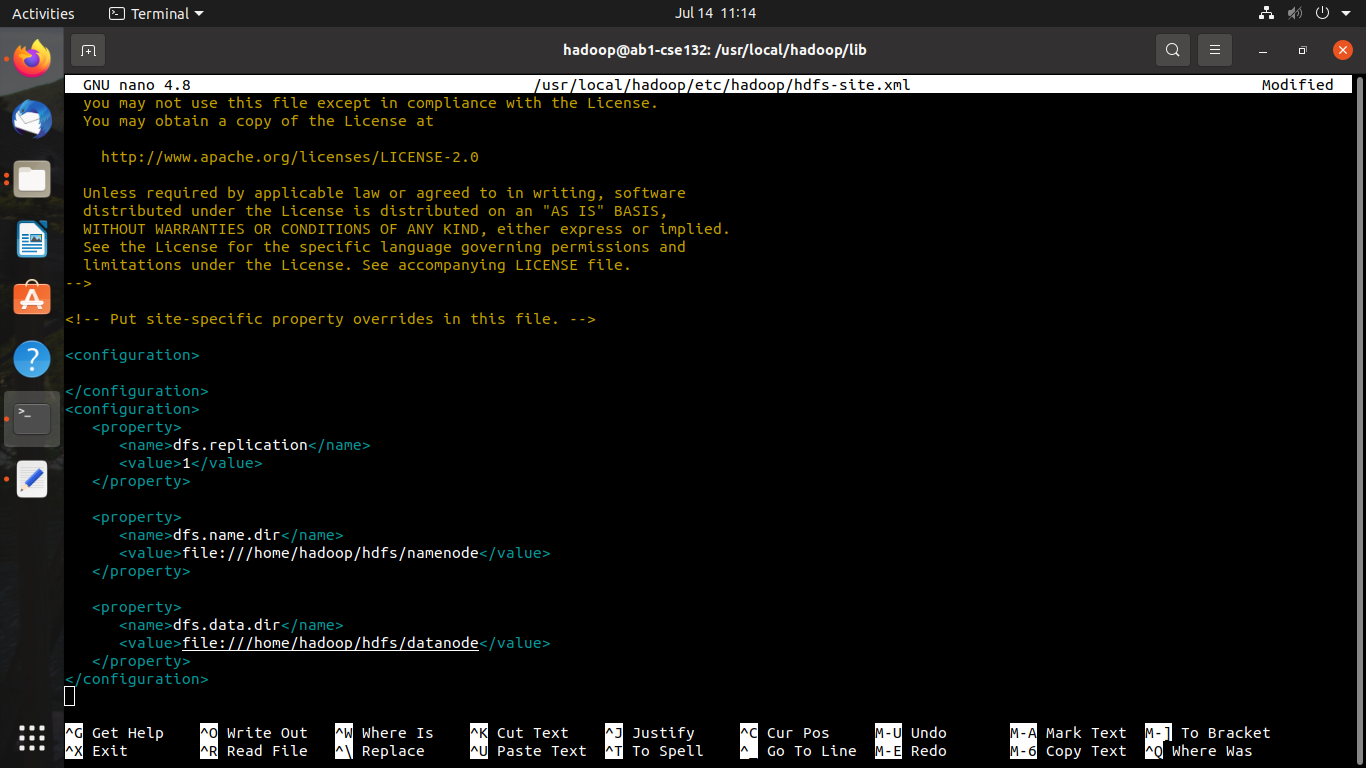 Activities Terminal Jul 14 11:14
hadoop@ab1-cse132: /usr/local/hadoop/lib
GNU nano 4.8 /usr/local/hadoop/etc/hadoop/hdfs-site.xml Modified
you may not use this file except in compliance with the License.
You may obtain a copy of the License at
http://www.apache.org/licenses/LICENSE-2.0
Unless required by applicable law or agreed to in writing, software
distributed under the License is distributed on an "AS IS" BASIS,
WITHOUT WARRANTIES OR CONDITIONS OF ANY KIND, either express or implied.
See the License for the specific language governing permissions and
limitations under the License. See accompanying LICENSE file.
-->
<!-- Put site-specific property overrides in this file. -->
<configuration>
</configuration>
<configuration>
<property>
<name>dfs.replication</name>
<value>1</value>
</property>
<property>
<name>dfs.name.dir</name>
<value>file:///home/hadoop/hdfs/namenode</value>
</property>
<property>
<name>dfs.data.dir</name>
<value>file:///home/hadoop/hdfs/datanode</value>
</property>
</configuration>
^G Get Help ^O Write Out ^W Where Is ^K Cut Text ^J Justify ^C Cur Pos M-U Undo M-A Mark Text M-] To Bracket
^X Exit ^R Read File ^\ Replace ^U Paste Text ^T To Spell ^_ Go To Line M-E Redo M-6 Copy Text ^Q Where Was